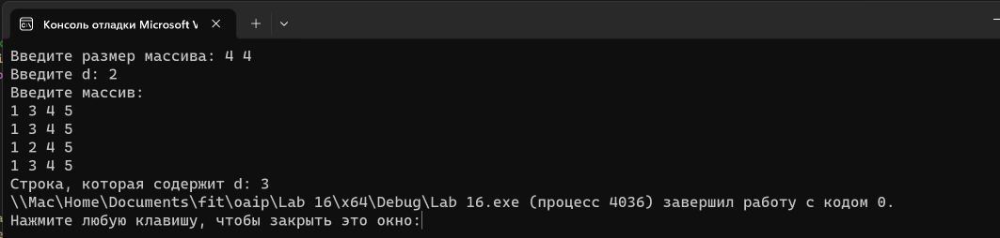 Консоль отладки Microsoft V
Введите размер массива: 4 4
Введите d: 2
Введите массив:
1 3 4 5
1 3 4 5
1 2 4 5
1 3 4 5
Строка, которая содержит d: 3
\\Mac\Home\Documents\fit\oaip\Lab 16\x64\Debug\Lab 16.exe (процесс 4036) завершил работу с кодом 0.
Нажмите любую клавишу, чтобы закрыть это окно: